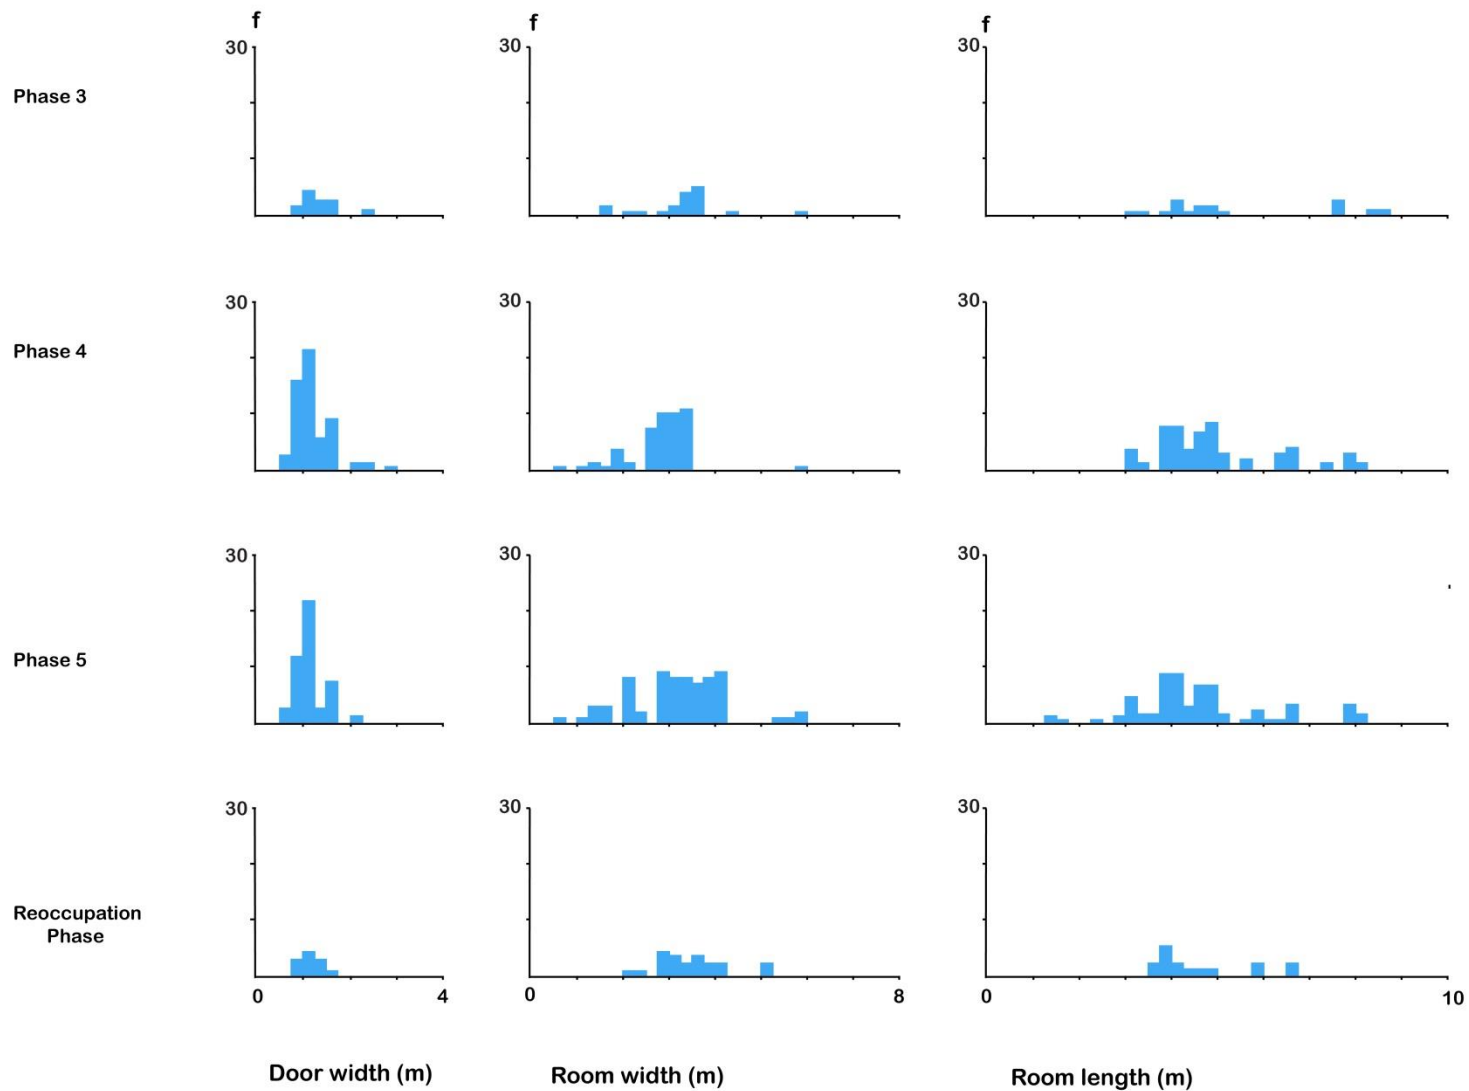 f f f
30 30 30
Phase 3
30 30 30
Phase 4
30 30 30
Phase 5
30 30 30
Reoccupation
Phase
0 4 0 8 0 10
Door width (m) Room width (m) Room length (m)